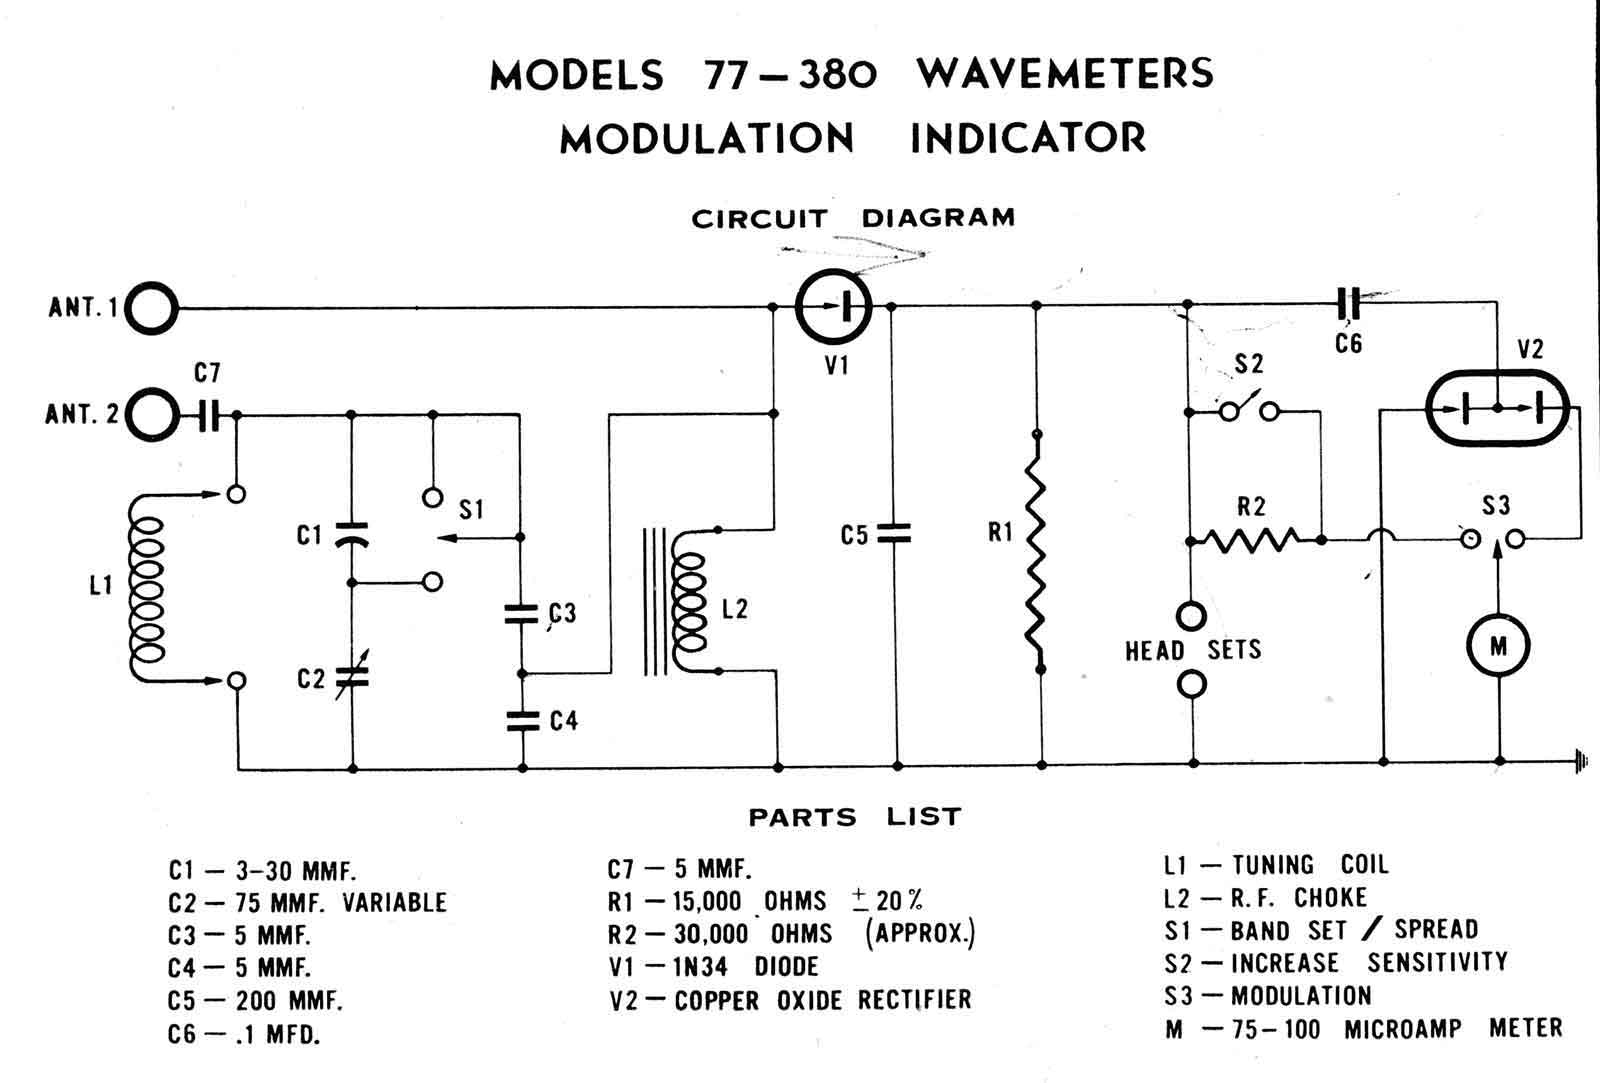 MODELS 77-380 WAVEMETERS
MODULATION INDICATOR
CIRCUIT DIAGRAM
ANT. 1
V1
C6
V2
S2
C7
ANT. 2
S1
C1
L1
C2
C3
C4
L2
C5
R1
R2
S3
HEAD SETS
M
PARTS LIST
C1 — 3-30 MMF.
C2 — 75 MMF. VARIABLE
C3 — 5 MMF.
C4 — 5 MMF.
C5 — 200 MMF.
C6 — .1 MFD.
C7 — 5 MMF.
R1 — 15,000 OHMS ± 20%
R2 — 30,000 OHMS (APPROX.)
V1 — 1N34 DIODE
V2 — COPPER OXIDE RECTIFIER
L1 — TUNING COIL
L2 — R.F. CHOKE
S1 — BAND SET / SPREAD
S2 — INCREASE SENSITIVITY
S3 — MODULATION
M — 75-100 MICROAMP METER